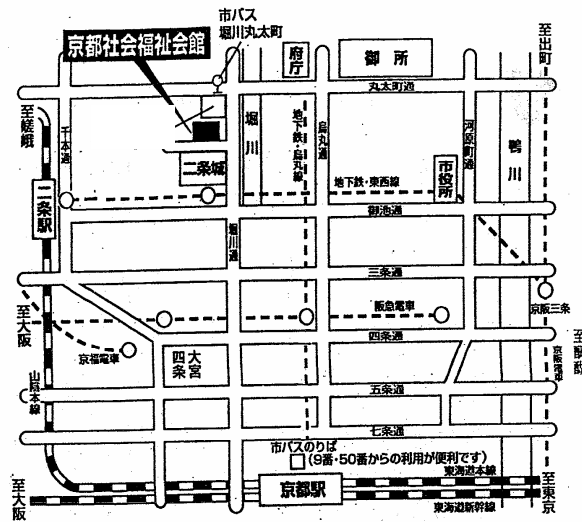 市バス
堀川丸太町
京都社会福祉会館
府庁
御所
丸太町通
至出町
至嵯峨
千本通
堀川
地下鉄・烏丸線
烏丸通
河原町通
鴨川
二条城
地下鉄・東西線
市役所
二条駅
御池通
堀川通
三条通
京阪三条
至大阪
阪急電車
四条通
京福電車
四条
大宮
至醍醐
京阪電車
山陰本線
五条通
七条通
市バスのりば
(9番・50番からの利用が便利です)
東海道本線
京都駅
至大阪
東海道新幹線
至東京